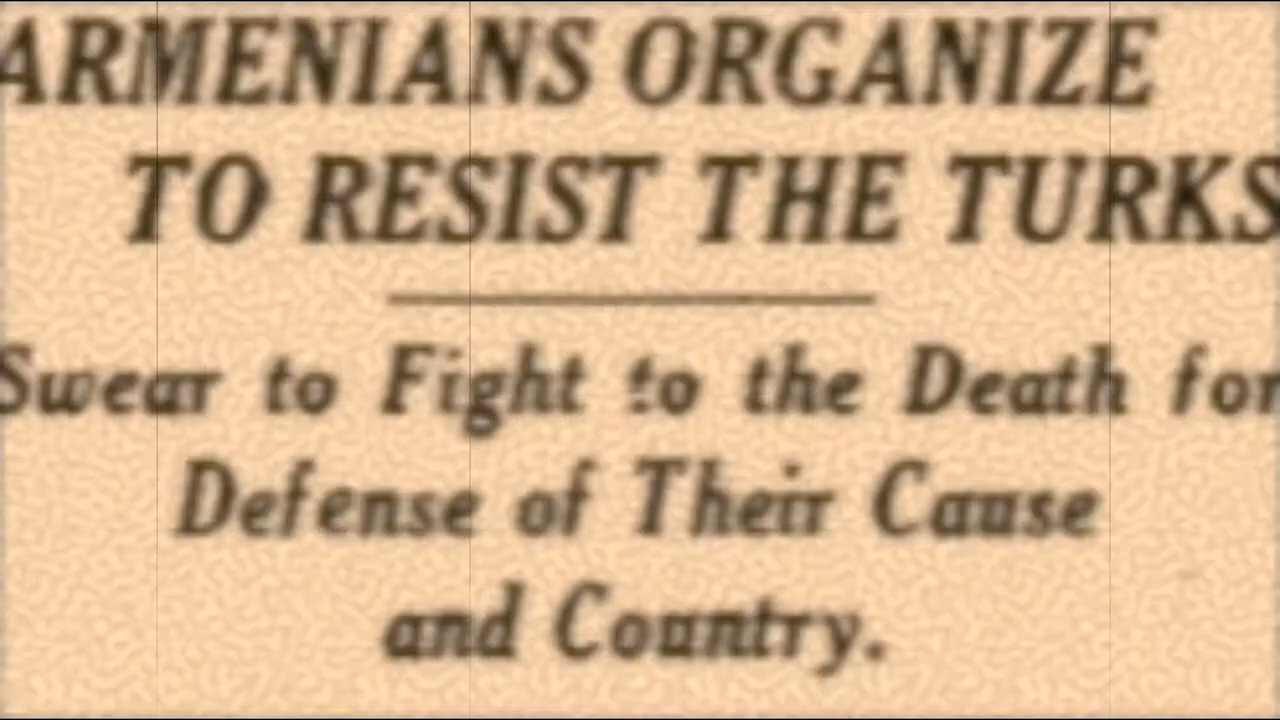 ARMENIANS ORGANIZE
TO RESIST THE TURKS
Swear to Fight to the Death for
Defense of Their Cause
and Country.